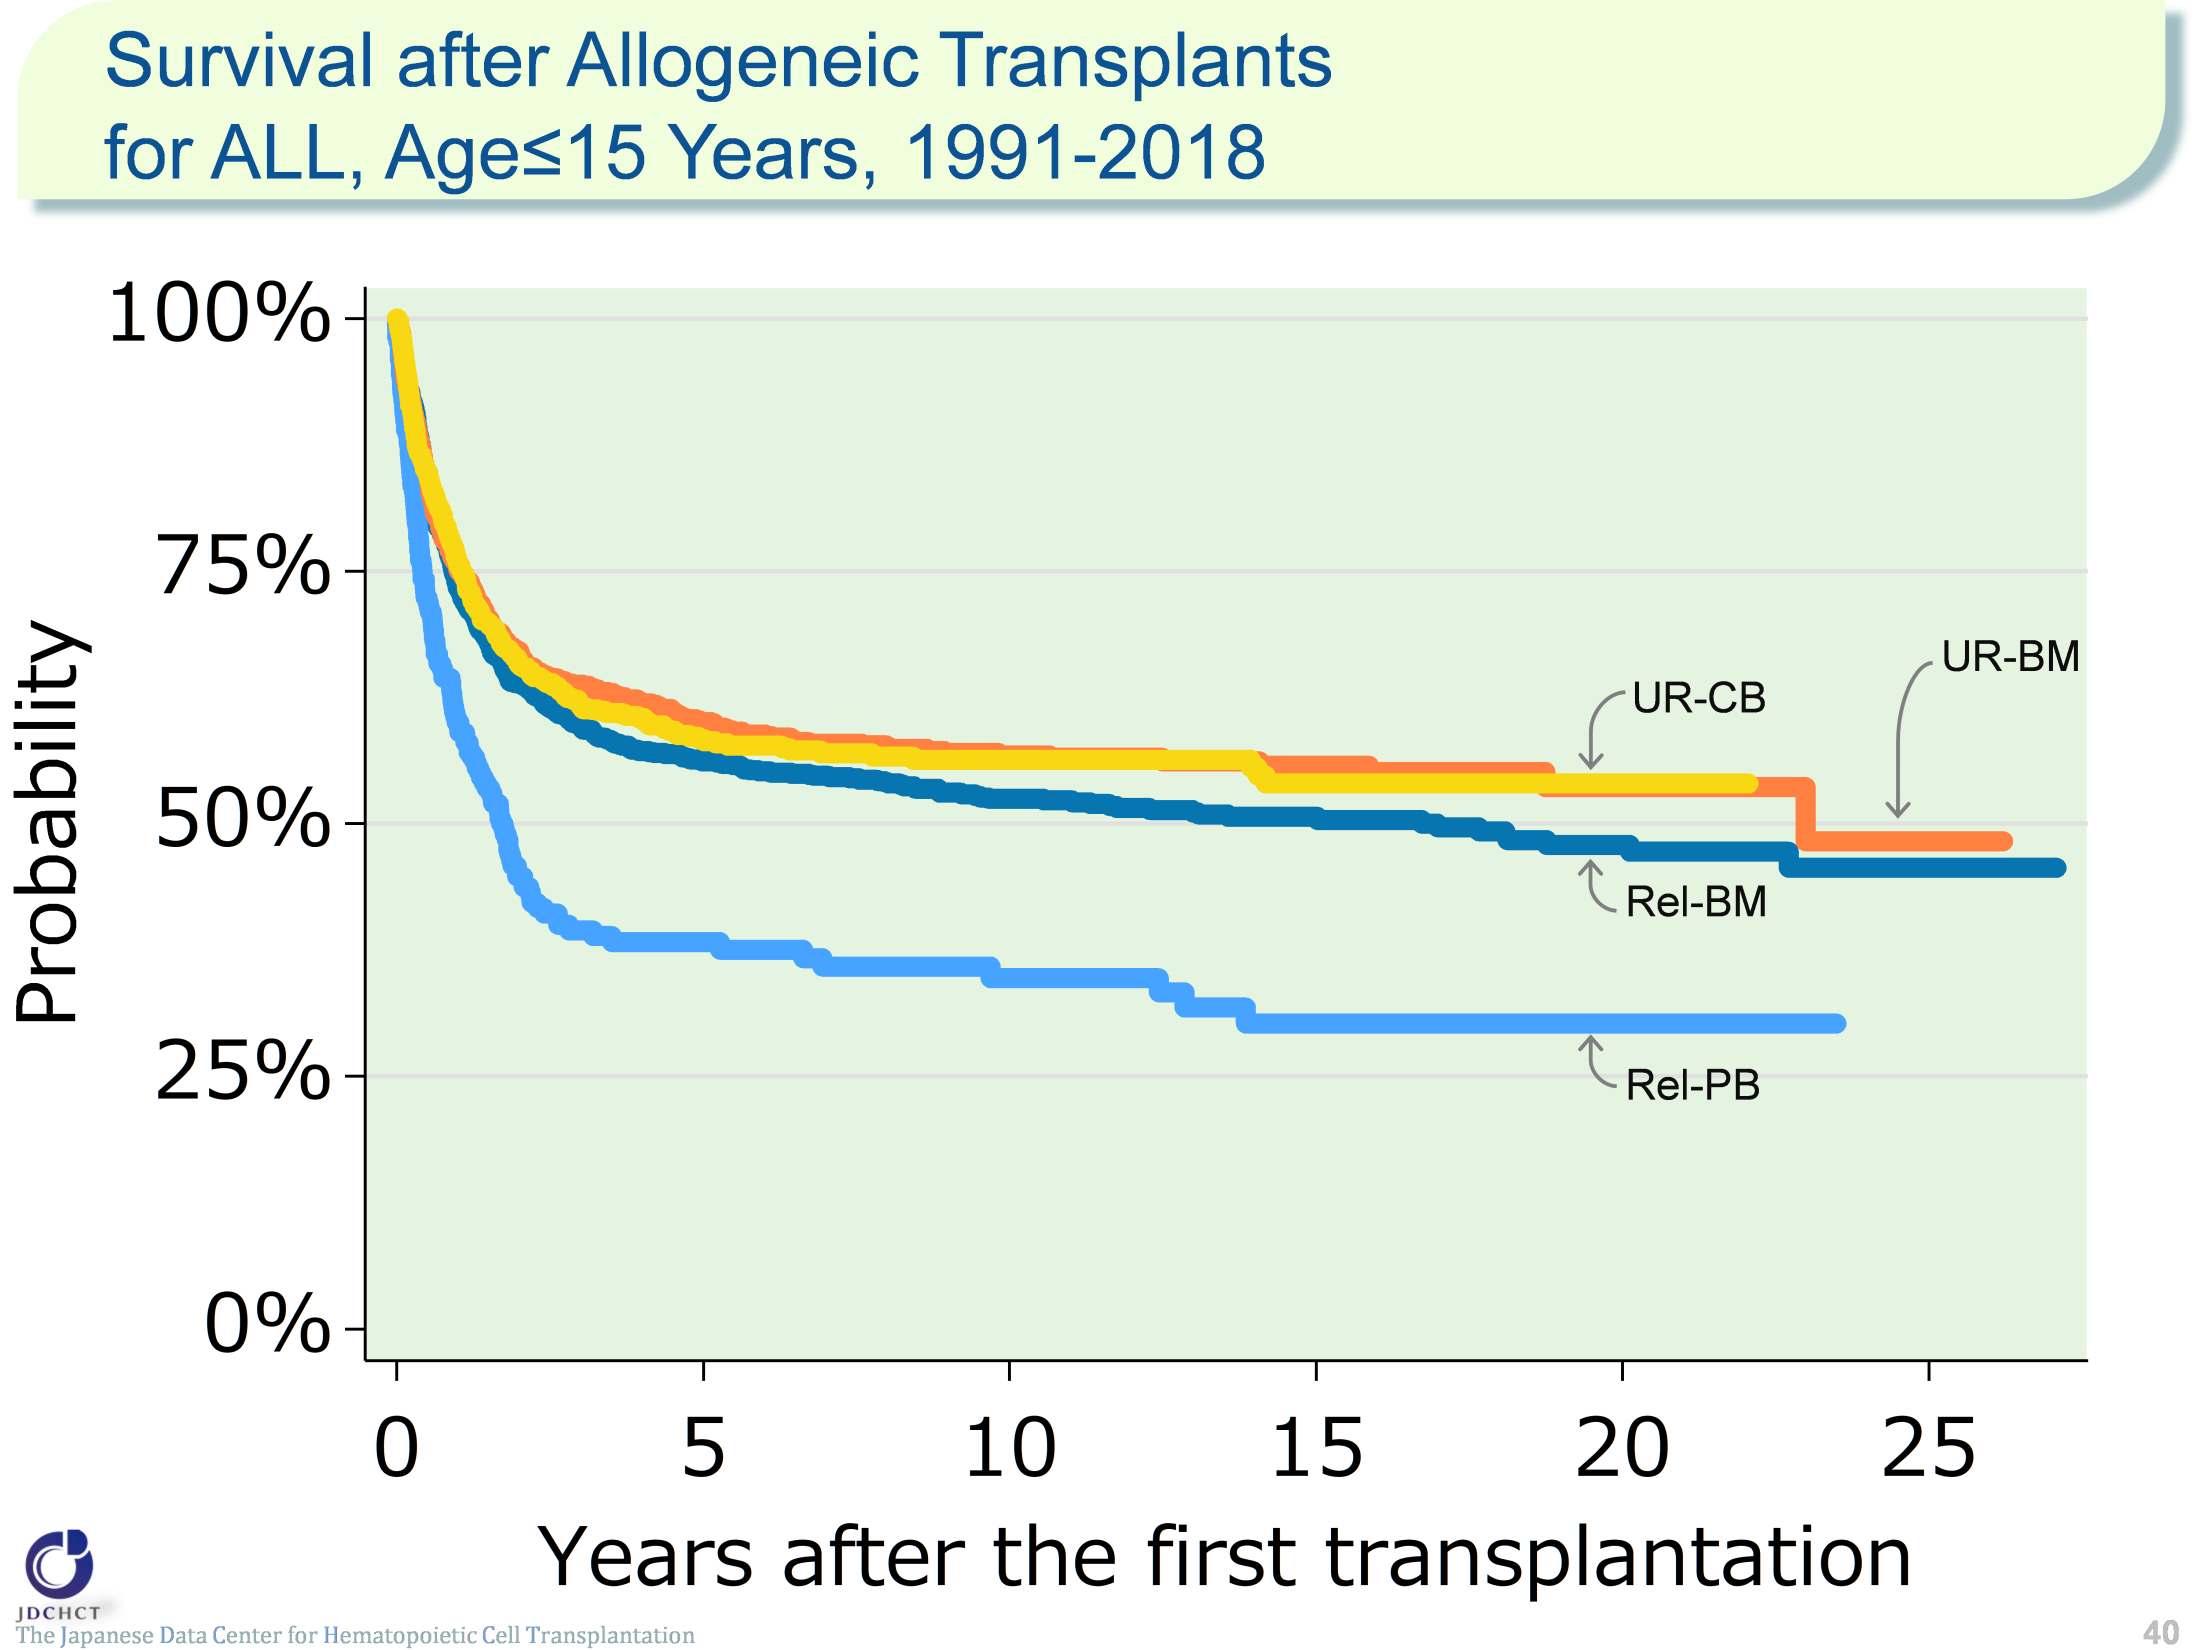 Survival after Allogeneic Transplants
for ALL, Age≤15 Years, 1991-2018
Probability
100%
75%
50%
25%
0%
UR-BM
UR-CB
Rel-BM
Rel-PB
0 5 10 15 20 25
Years after the first transplantation
JDCHCT
The Japanese Data Center for Hematopoietic Cell Transplantation
40